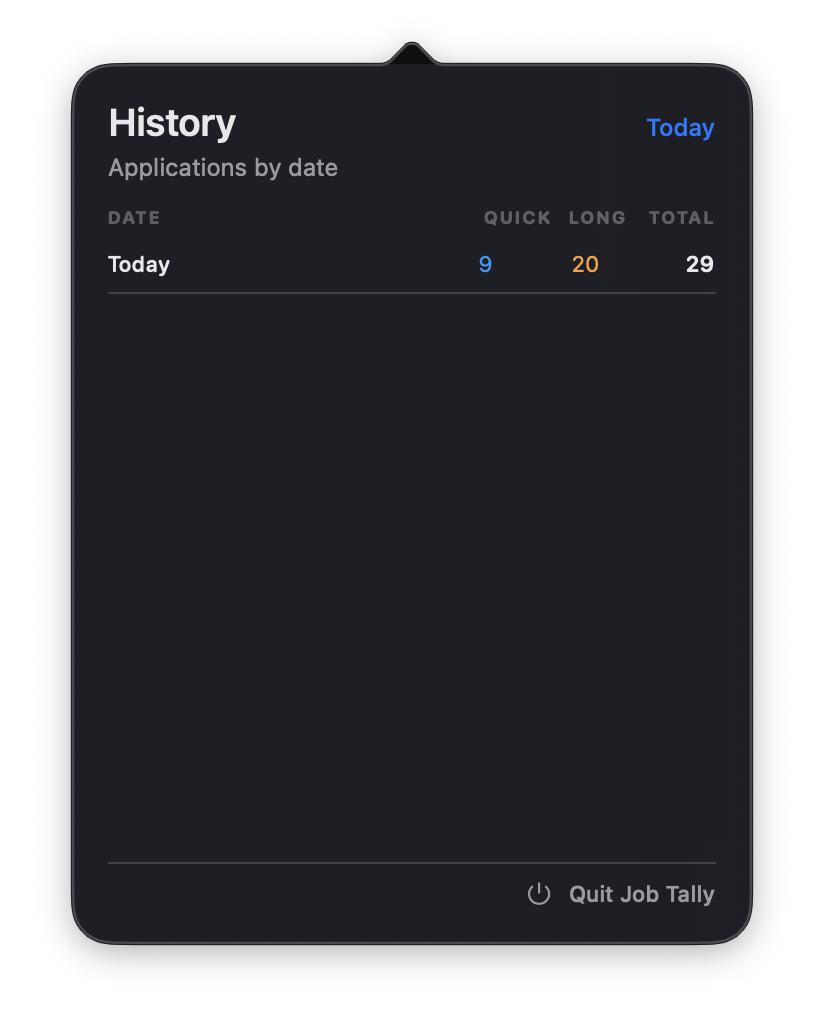 History
Today
Applications by date
DATE QUICK LONG TOTAL
Today 9 20 29
Quit Job Tally